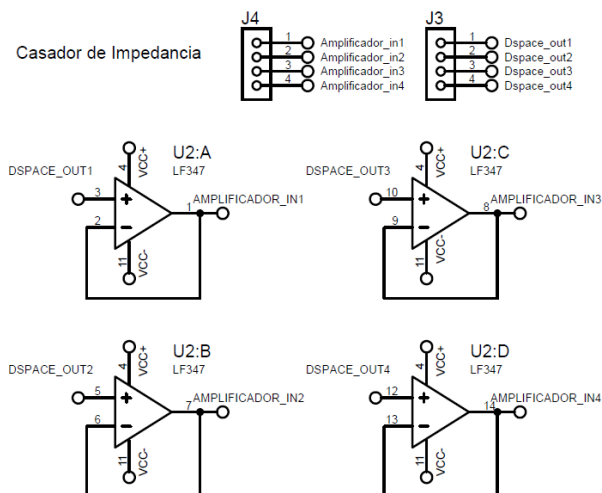 Casador de Impedancia
J4
1 Amplificador_in1
2 Amplificador_in2
3 Amplificador_in3
4 Amplificador_in4
J3
1 Dspace_out1
2 Dspace_out2
3 Dspace_out3
4 Dspace_out4
DSPACE_OUT1
4
VCC+
U2:A
LF347
3
+
2
−
1
AMPLIFICADOR_IN1
11
VCC-
DSPACE_OUT3
4
VCC+
U2:C
LF347
10
+
9
−
8
AMPLIFICADOR_IN3
11
VCC-
DSPACE_OUT2
4
VCC+
U2:B
LF347
5
+
6
−
7
AMPLIFICADOR_IN2
11
VCC-
DSPACE_OUT4
4
VCC+
U2:D
LF347
12
+
13
−
14
AMPLIFICADOR_IN4
11
VCC-